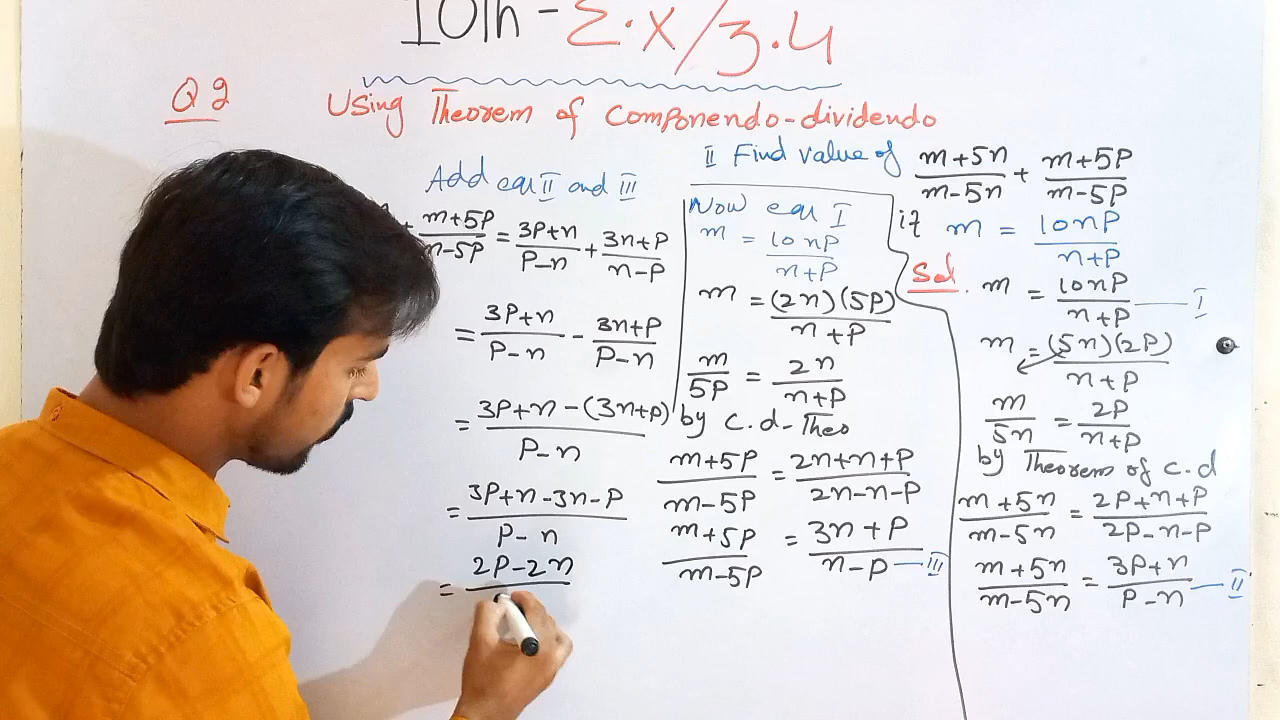 10th - Ex/3.4
Q2 Using Theorem of Componendo-dividendo
II Find value of (m+5n)/(m-5n) + (m+5P)/(m-5P)
if m = 10nP/(n+P)
Sol. m = 10nP/(n+P) — I
m = (5n)(2P)/(n+P)
m/5n = 2P/(n+P)
by Theorem of C.d
(m+5n)/(m-5n) = (2P+n+P)/(2P-n-P)
(m+5n)/(m-5n) = (3P+n)/(P-n) — II
Now equ I
m = 10nP/(n+P)
m = (2n)(5P)/(n+P)
m/5P = 2n/(n+P)
by C.d-Theo
(m+5P)/(m-5P) = (2n+n+P)/(2n-n-P)
(m+5P)/(m-5P) = (3n+P)/(n-P) — III
Add equ II and III
+ (m+5P)/(m-5P) = (3P+n)/(P-n) + (3n+P)/(n-P)
= (3P+n)/(P-n) - (3n+P)/(P-n)
= (3P+n-(3n+P))/(P-n)
= (3P+n-3n-P)/(P-n)
= 2P-2n